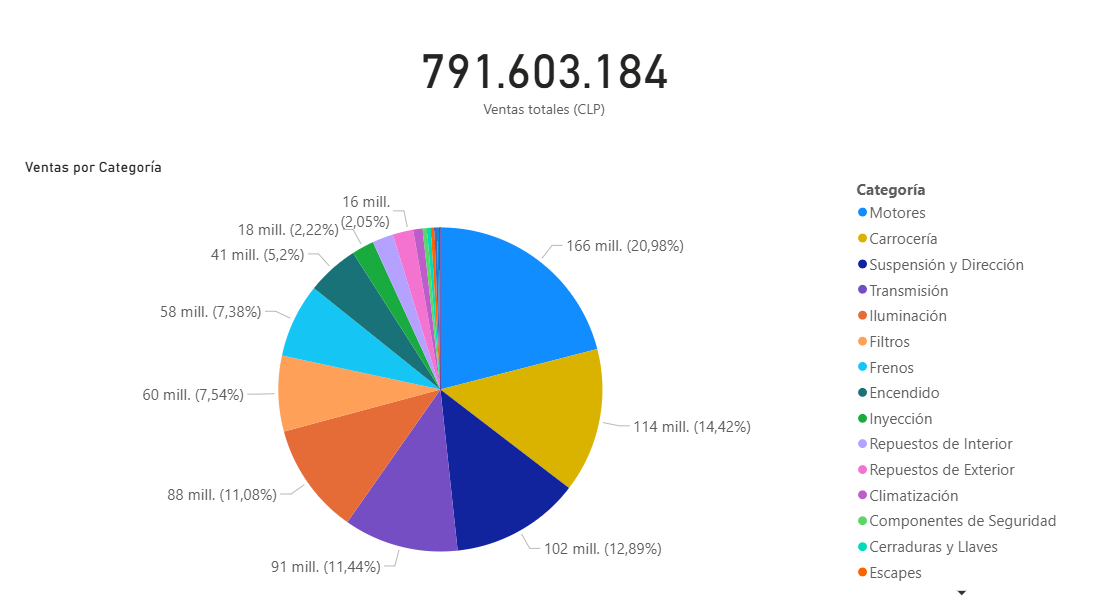 791.603.184
Ventas totales (CLP)
Ventas por Categoría
16 mill.
(2,05%)
18 mill. (2,22%)
41 mill. (5,2%)
58 mill. (7,38%)
60 mill. (7,54%)
88 mill. (11,08%)
91 mill. (11,44%)
166 mill. (20,98%)
114 mill. (14,42%)
102 mill. (12,89%)
Categoría
Motores
Carrocería
Suspensión y Dirección
Transmisión
Iluminación
Filtros
Frenos
Encendido
Inyección
Repuestos de Interior
Repuestos de Exterior
Climatización
Componentes de Seguridad
Cerraduras y Llaves
Escapes